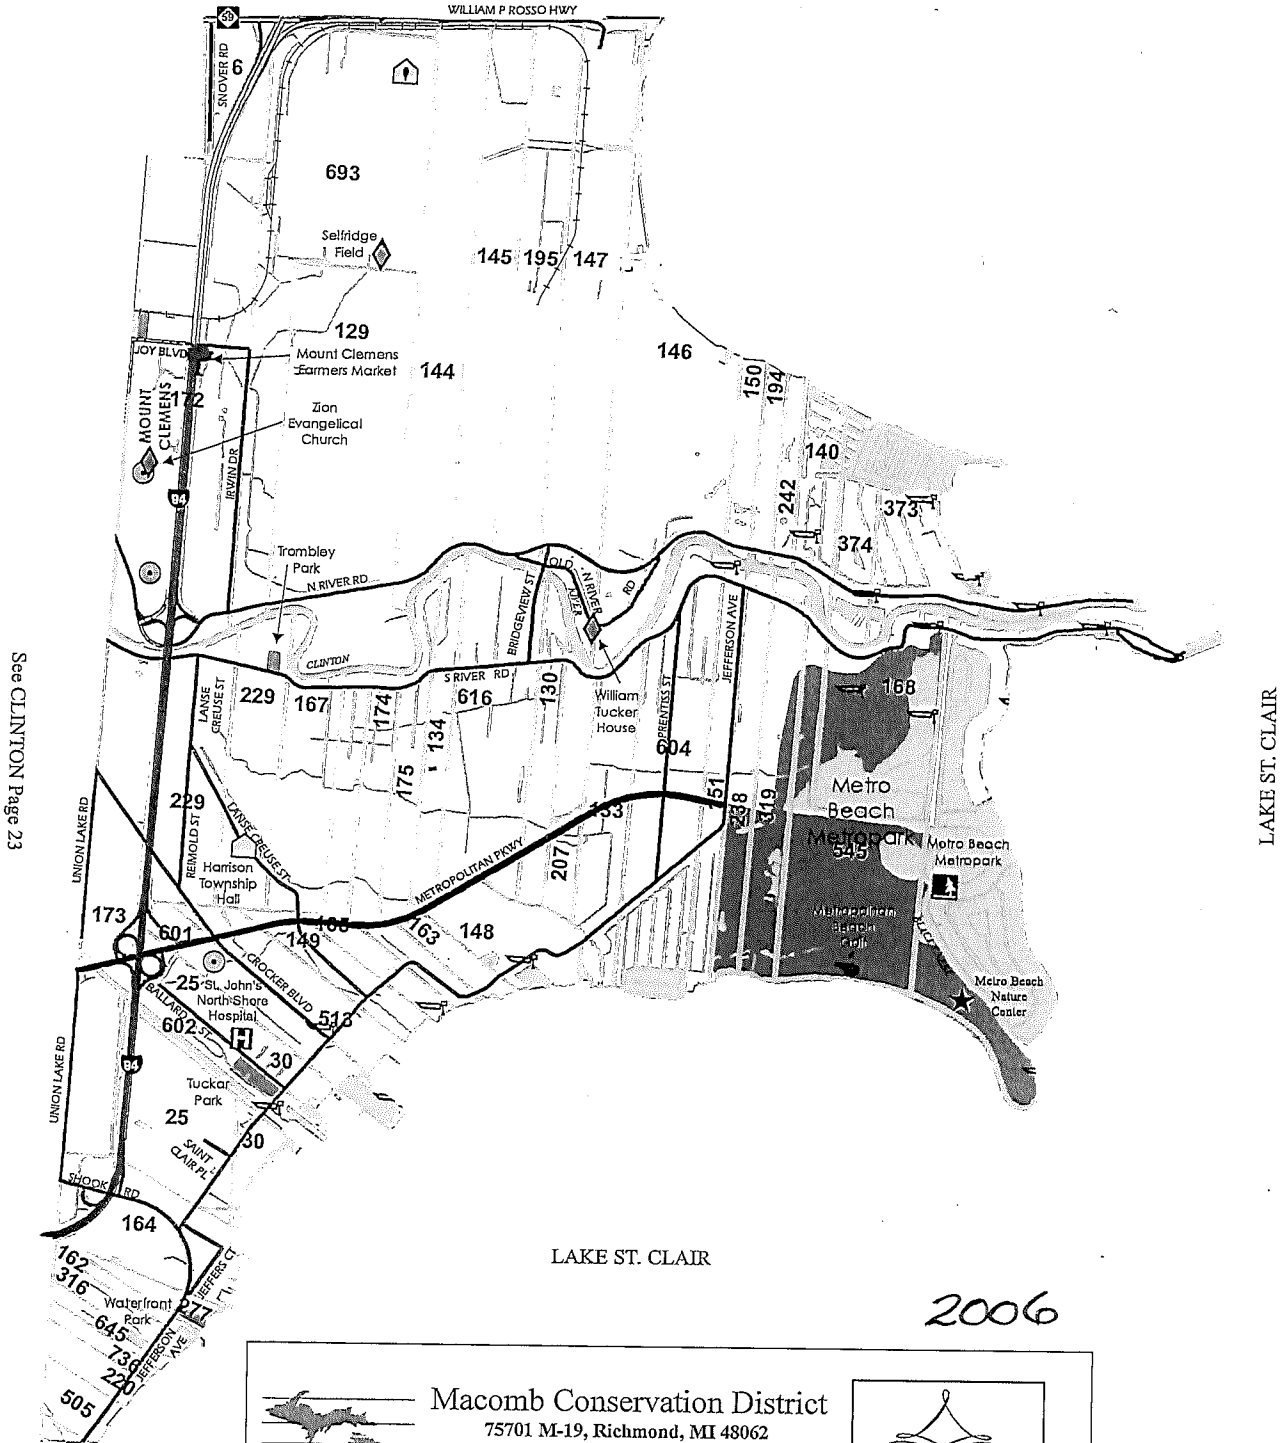 WILLIAM P ROSSO HWY
59
SNOVER RD
6
693
Selfridge
Field
145 195 147
129
JOY BLVD
Mount Clemens
Farmers Market
144
146
150
194
172
MOUNT
CLEMENS
Zion
Evangelical
Church
IRWIN DR
94
140
242
373
374
Trombley
Park
N RIVER RD
OLD
N RIVER
RD
RIVER
BRIDGEVIEW ST
JEFFERSON AVE
CLINTON
S RIVER RD
LANSE
CREUSE ST
229
167
174
134
616
130
William
Tucker
House
PRENTISS ST
604
168
See CLINTON Page 23
LAKE ST. CLAIR
175
151
238
319
Metro
Beach
Metropark
545
Metro Beach
Metropark
UNION LAKE RD
229
REIMOLD ST
LANSE CREUSE ST
Harrison
Township
Hall
METROPOLITAN PKWY
133
207
173
601
149
163
148
Metropolitan
Beach
Metro Beach
Nature
Center
25
St. John's
North Shore
Hospital
H
CROCKER BLVD
BALLARD ST
602
513
30
UNION LAKE RD
94
Tuckar
Park
25
30
SAINT
CLAIR PL
SHOOK RD
164
162
316
JEFFERS CT
Waterfront
Park
277
645
736
220
JEFFERSON
AVE
505
LAKE ST. CLAIR
2006
Macomb Conservation District
75701 M-19, Richmond, MI 48062